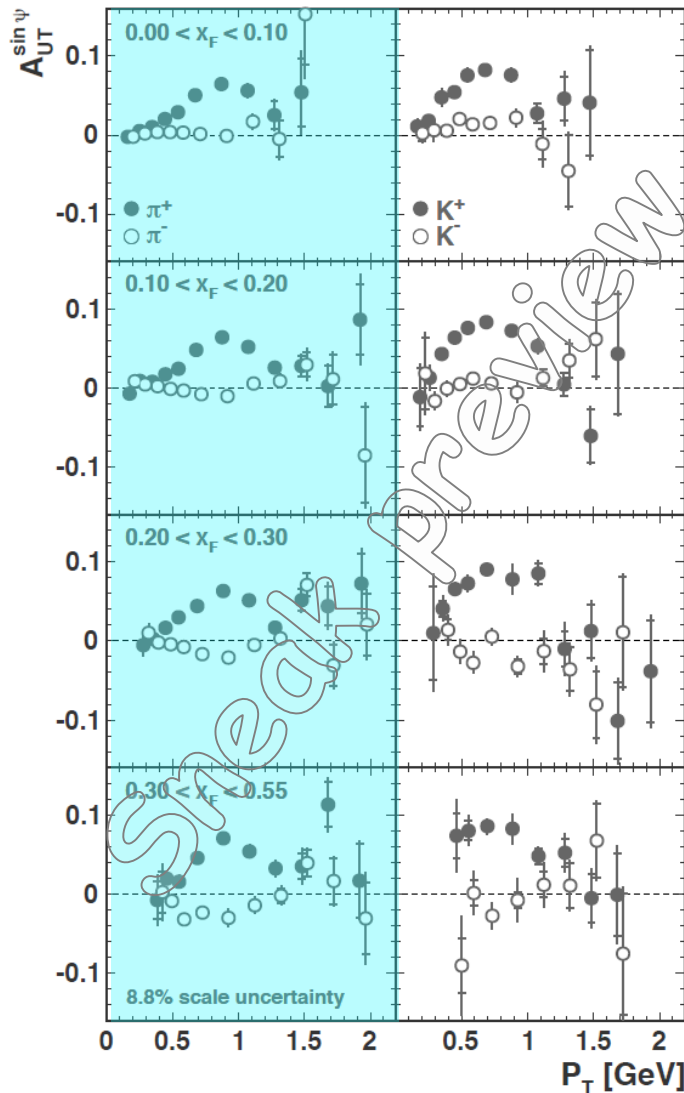 A_UT^sin ψ
0.00 < x_F < 0.10
0.1
0
-0.1
π+
π-
K+
K-
0.10 < x_F < 0.20
0.1
0
-0.1
0.20 < x_F < 0.30
0.1
0
-0.1
0.30 < x_F < 0.55
0.1
0
-0.1
8.8% scale uncertainty
0 0.5 1 1.5 2 0.5 1 1.5 2
P_T [GeV]
Sneak Preview